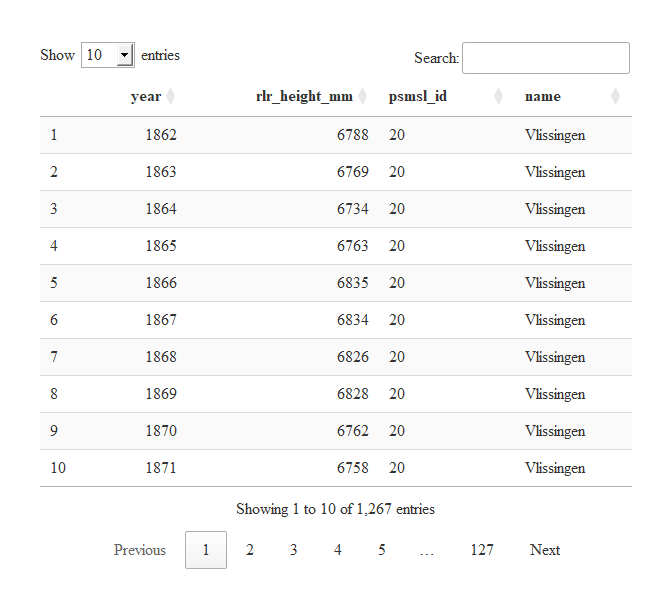 Show 10 entries Search:
year rlr_height_mm psmsl_id name
1 1862 6788 20 Vlissingen
2 1863 6769 20 Vlissingen
3 1864 6734 20 Vlissingen
4 1865 6763 20 Vlissingen
5 1866 6835 20 Vlissingen
6 1867 6834 20 Vlissingen
7 1868 6826 20 Vlissingen
8 1869 6828 20 Vlissingen
9 1870 6762 20 Vlissingen
10 1871 6758 20 Vlissingen
Showing 1 to 10 of 1,267 entries
Previous 1 2 3 4 5 … 127 Next